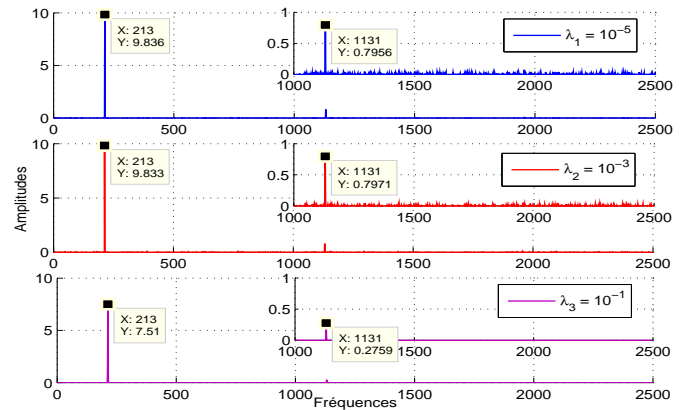 10
5
0
X: 213
Y: 9.836
1
0.5
0
X: 1131
Y: 0.7956
λ1 = 10−5
1000
1500
2000
2500
0
500
1000
1500
2000
2500
Amplitudes
10
5
0
X: 213
Y: 9.833
1
0.5
0
X: 1131
Y: 0.7971
λ2 = 10−3
1000
1500
2000
2500
0
500
1000
1500
2000
2500
10
5
0
X: 213
Y: 7.51
1
0.5
0
X: 1131
Y: 0.2759
λ3 = 10−1
1000
1500
2000
2500
0
500
1000
1500
2000
2500
Fréquences